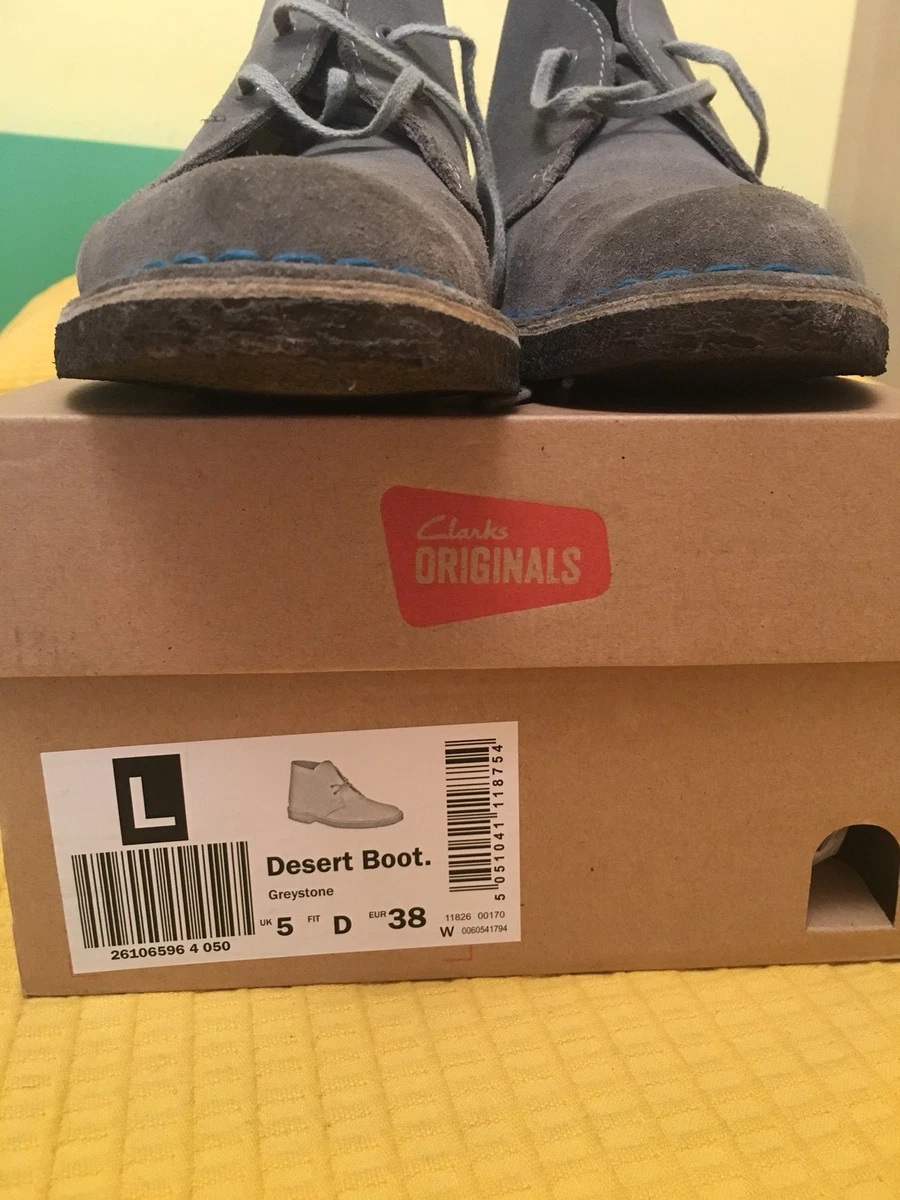 Clarks
ORIGINALS
L
Desert Boot.
Greystone
UK 5 FIT D EUR 38
26106596 4 050
5 051041 118754
11826 00170
W 0060541794